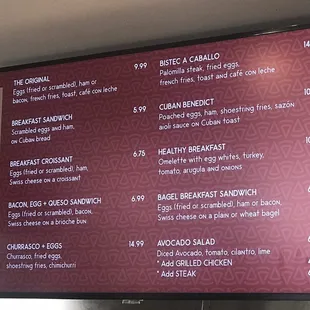 THE ORIGINAL 9.99
Eggs (fried or scrambled), ham or
bacon, french fries, toast, café con leche
BREAKFAST SANDWICH 5.99
Scrambled eggs and ham,
on Cuban bread
BREAKFAST CROISSANT 6.75
Eggs (fried or scrambled), ham,
Swiss cheese on a croissant
BACON, EGG + QUESO SANDWICH 6.99
Eggs (fried or scrambled), bacon,
Swiss cheese on a brioche bun
CHURRASCO + EGGS 14.99
Churrasco, fried eggs,
shoestring fries, chimichurri
BISTEC A CABALLO 14
Palomilla steak, fried eggs,
french fries, toast and café con leche
CUBAN BENEDICT
Poached eggs, ham, shoestring fries, sazón
aioli sauce on Cuban toast
HEALTHY BREAKFAST
Omelette with egg whites, turkey,
tomato, arugula and onions
BAGEL BREAKFAST SANDWICH
Eggs (fried or scrambled), ham or bacon,
Swiss cheese on a plain or wheat bagel
AVOCADO SALAD
Diced Avocado, tomato, cilantro, lime
* Add GRILLED CHICKEN
* Add STEAK